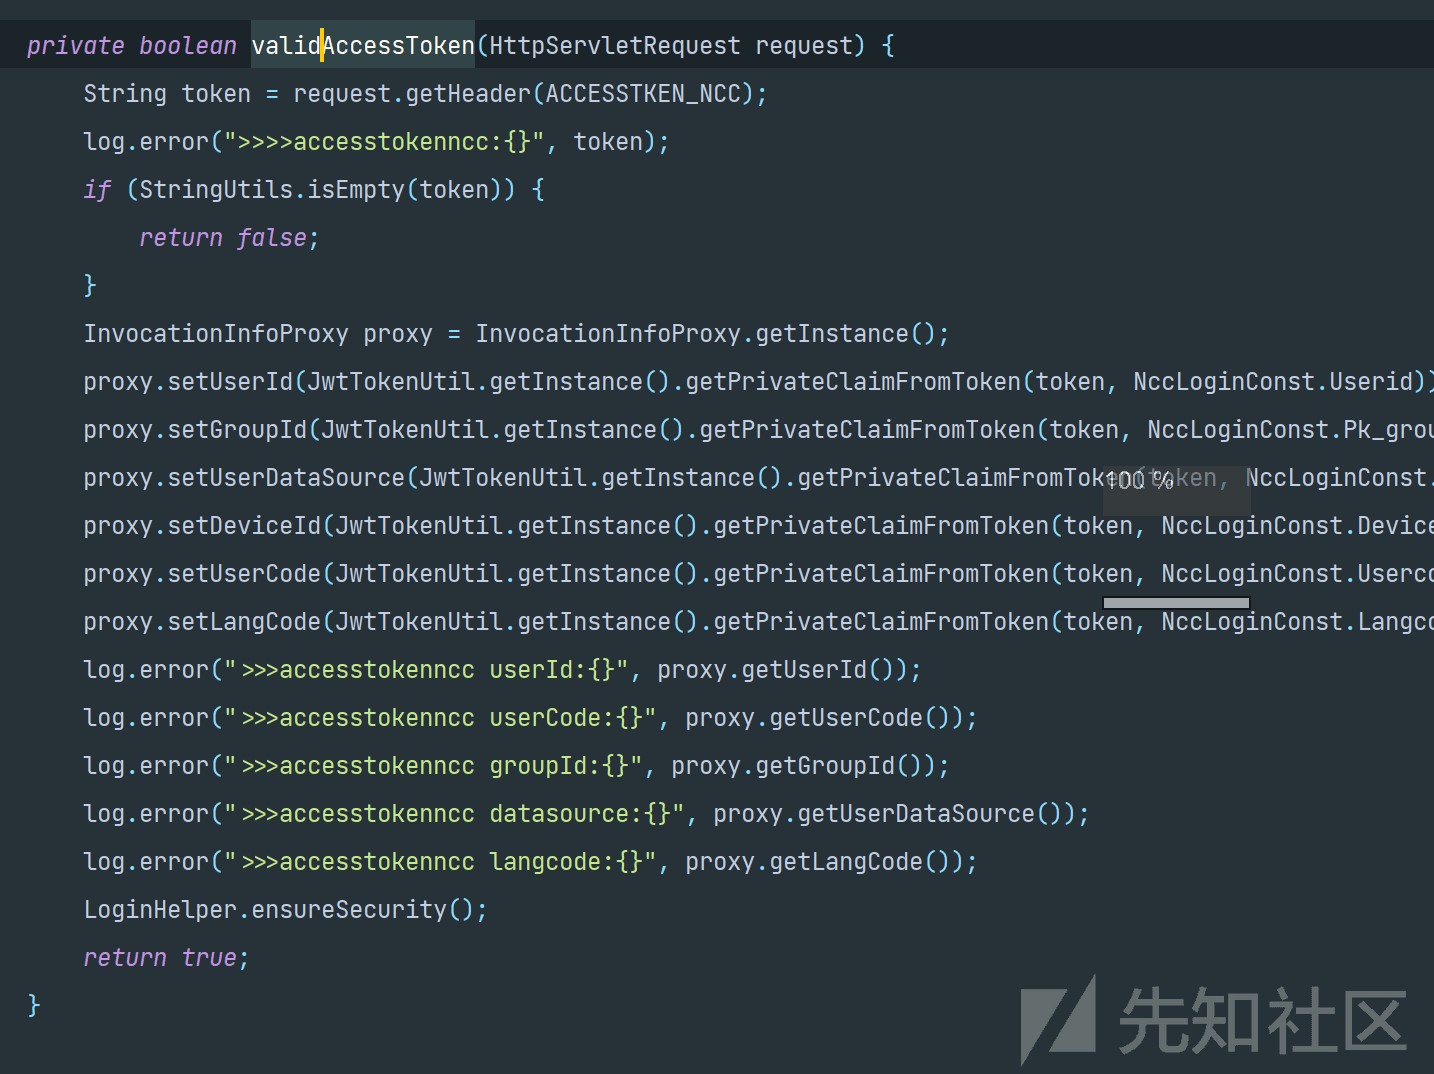 private boolean validAccessToken(HttpServletRequest request) {
String token = request.getHeader(ACCESSTKEN_NCC);
log.error(">>>>accesstokenncc:{}", token);
if (StringUtils.isEmpty(token)) {
return false;
}
InvocationInfoProxy proxy = InvocationInfoProxy.getInstance();
proxy.setUserId(JwtTokenUtil.getInstance().getPrivateClaimFromToken(token, NccLoginConst.Userid))
proxy.setGroupId(JwtTokenUtil.getInstance().getPrivateClaimFromToken(token, NccLoginConst.Pk_grou
proxy.setUserDataSource(JwtTokenUtil.getInstance().getPrivateClaimFromToken(token, NccLoginConst.
100 %
proxy.setDeviceId(JwtTokenUtil.getInstance().getPrivateClaimFromToken(token, NccLoginConst.Device
proxy.setUserCode(JwtTokenUtil.getInstance().getPrivateClaimFromToken(token, NccLoginConst.Userco
proxy.setLangCode(JwtTokenUtil.getInstance().getPrivateClaimFromToken(token, NccLoginConst.Langco
log.error(">>>accesstokenncc userId:{}", proxy.getUserId());
log.error(">>>accesstokenncc userCode:{}", proxy.getUserCode());
log.error(">>>accesstokenncc groupId:{}", proxy.getGroupId());
log.error(">>>accesstokenncc datasource:{}", proxy.getUserDataSource());
log.error(">>>accesstokenncc langcode:{}", proxy.getLangCode());
LoginHelper.ensureSecurity();
return true;
}
先知社区